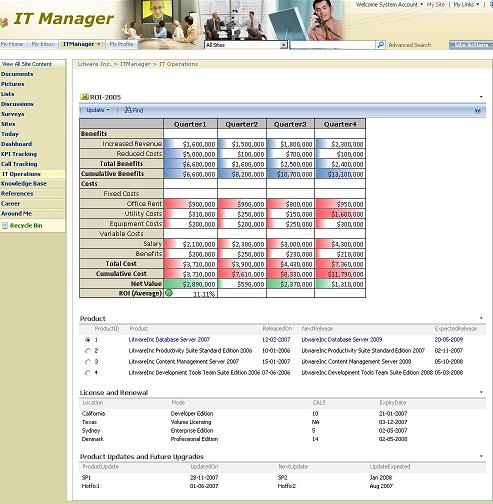 Welcome System Account | My Site | My Links
IT Manager
My Home My Inbox ITManager My Profile
All Sites Advanced Search Site Actions
View All Site Content
Documents
Pictures
Lists
Discussions
Surveys
Sites
Today
Dashboard
KPI Tracking
Call Tracking
IT Operations
Knowledge Base
References
Career
Around Me
Recycle Bin
Litware Inc. > ITManager > IT Operations
ROI-2005
Update Find
Quarter1 Quarter2 Quarter3 Quarter4
Benefits
Increased Revenue $1,600,000 $1,500,000 $1,800,000 $2,300,000
Reduced Costs $5,000,000 $100,000 $700,000 $100,000
Total Benefits $6,600,000 $1,600,000 $2,500,000 $2,400,000
Cumulative Benefits $6,600,000 $8,200,000 $10,700,000 $13,100,000
Costs
Fixed Costs
Office Rent $900,000 $900,000 $800,000 $950,000
Utility Costs $310,000 $250,000 $150,000 $1,600,000
Equipment Costs $200,000 $200,000 $250,000 $300,000
Variable Costs
Salary $2,100,000 $2,300,000 $3,000,000 $4,300,000
Benefits $200,000 $250,000 $230,000 $210,000
Total Cost $3,710,000 $3,900,000 $4,430,000 $7,360,000
Cumulative Cost $3,710,000 $7,610,000 $8,330,000 $11,790,000
Net Value $2,890,000 $590,000 $2,370,000 $1,310,000
ROI (Average) 11.11%
Product
ProductID Product ReleasedOn NextRelease ExpectedRelease
1 LitwareInc Database Server 2007 12-02-2007 LitwareInc Database Server 2009 20-05-2009
2 LitwareInc Productivity Suite Standard Edition 2006 10-01-2006 LitwareInc Productivity Suite Standard Edition 2007 02-11-2007
3 LitwareInc Content Management Server 2007 15-01-2007 LitwareInc Content Management Server 2008 05-10-2008
4 LitwareInc Development Tools Team Suite Edition 2006 07-06-2006 LitwareInc Development Tools Team Suite Edition 2008 05-03-2008
License and Renewal
Location Mode CALS ExpiryDate
California Developer Edition 10 21-01-2007
Texas Volume Licensing NA 03-12-2007
Sydney Enterprise Edition 5 02-05-2007
Denmark Professional Edition 14 02-05-2008
Product Updates and Future Upgrades
ProductUpdate UpdatedOn NextUpdate UpdateExpected
SP1 28-11-2007 SP2 Jan 2008
Hotfix1 01-06-2007 Hotfix2 Aug 2007